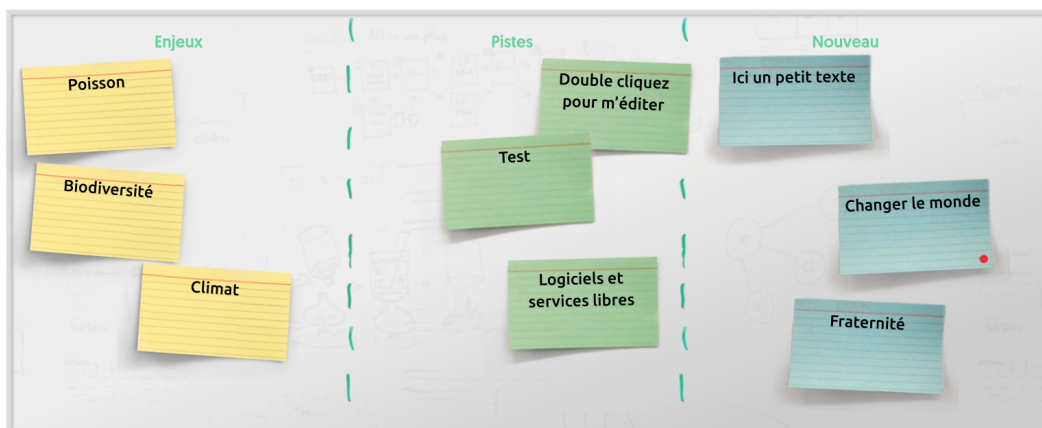 Enjeux
Poisson
Biodiversité
Climat
Pistes
Double cliquez
pour m'éditer
Test
Logiciels et
services libres
Nouveau
Ici un petit texte
Changer le monde
Fraternité